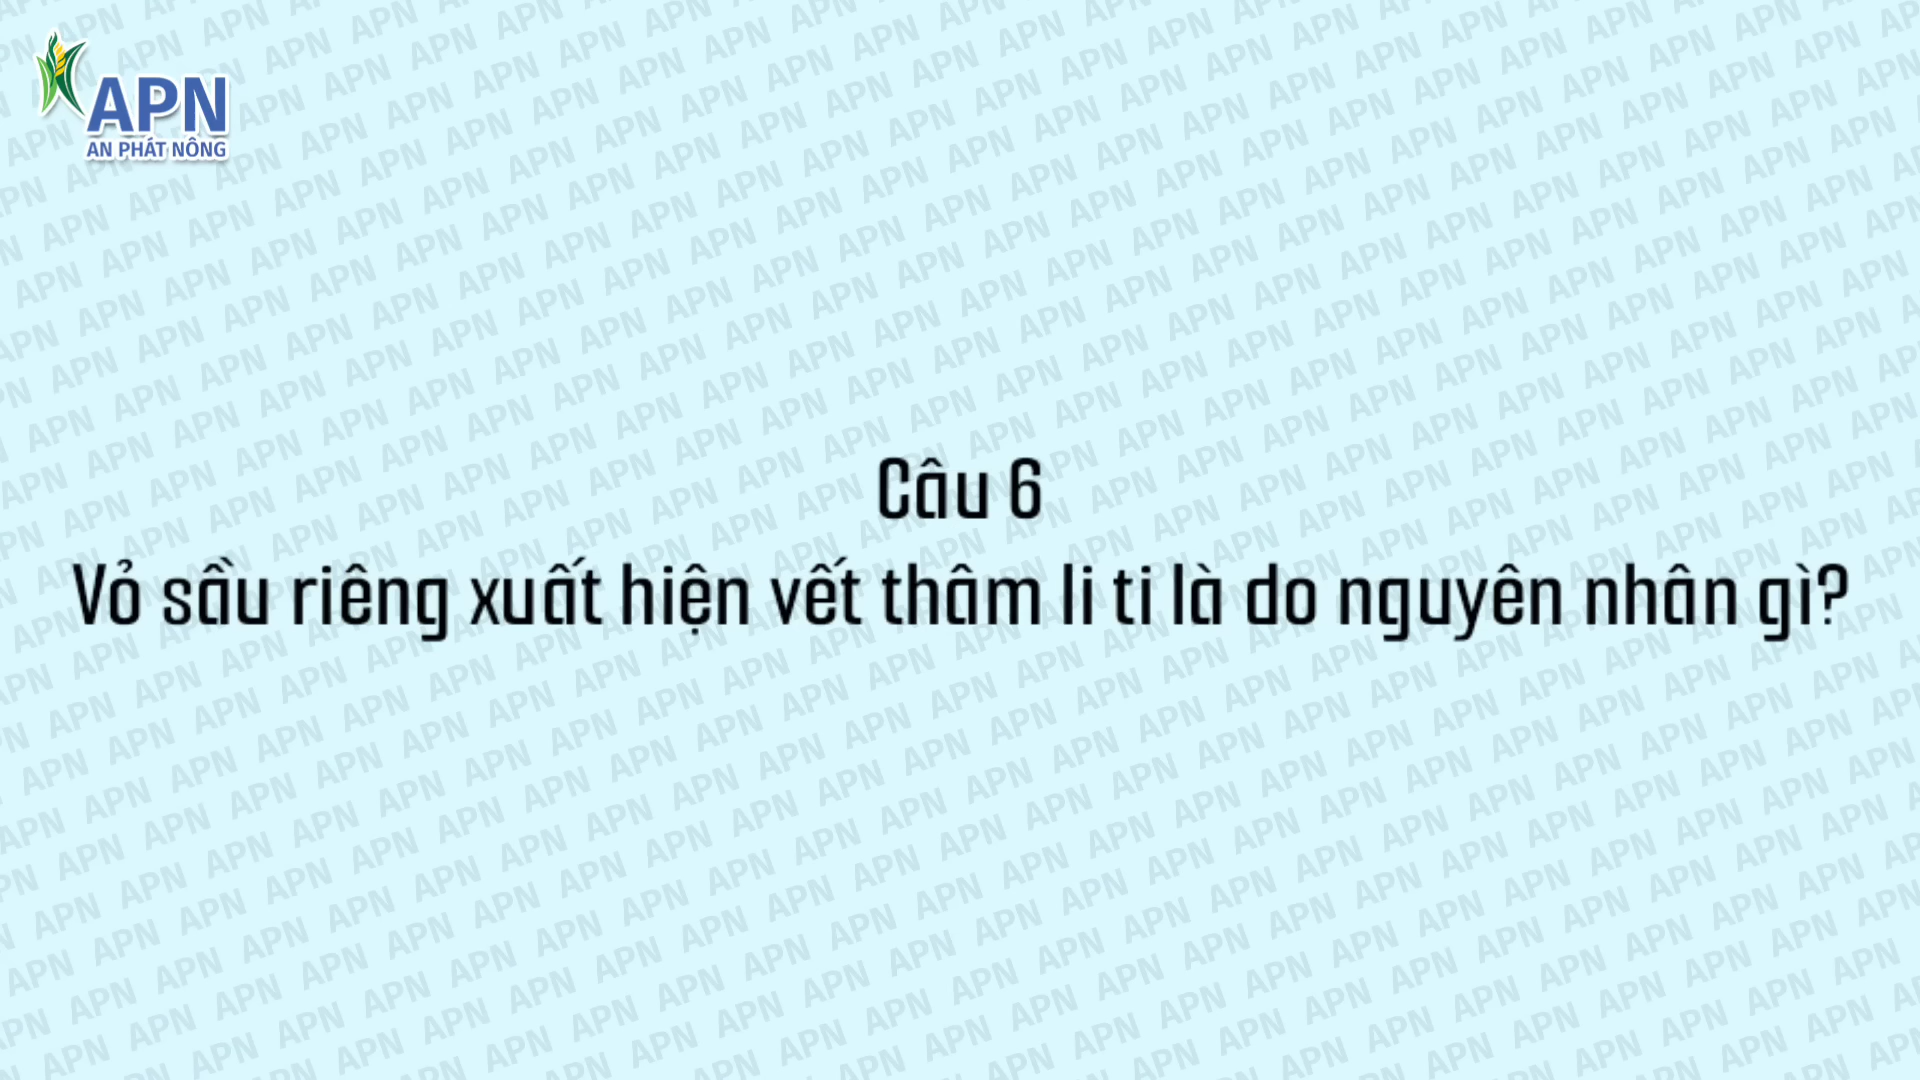 APN
AN PHÁT NÔNG
Câu 6
Vỏ sầu riêng xuất hiện vết thâm li ti là do nguyên nhân gì?